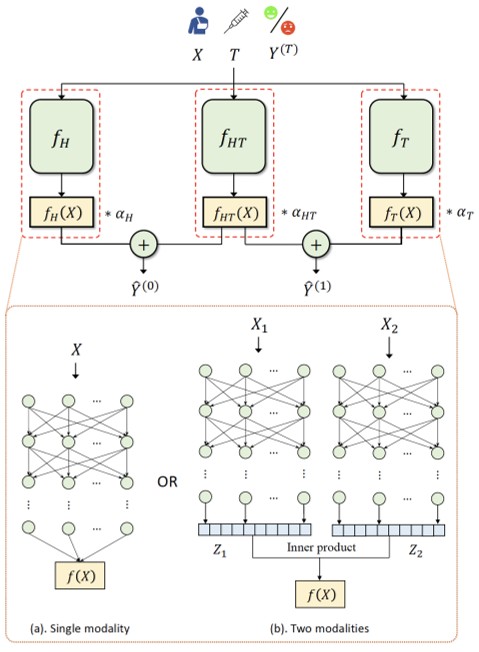 X T Y^(T)
f_H f_HT f_T
f_H(X) * α_H f_HT(X) * α_HT f_T(X) * α_T
+ +
Ŷ^(0) Ŷ^(1)
X X_1 X_2
... ...
... ...
...
... ...
OR
Z_1 Inner product Z_2
f(X) f(X)
(a). Single modality (b). Two modalities